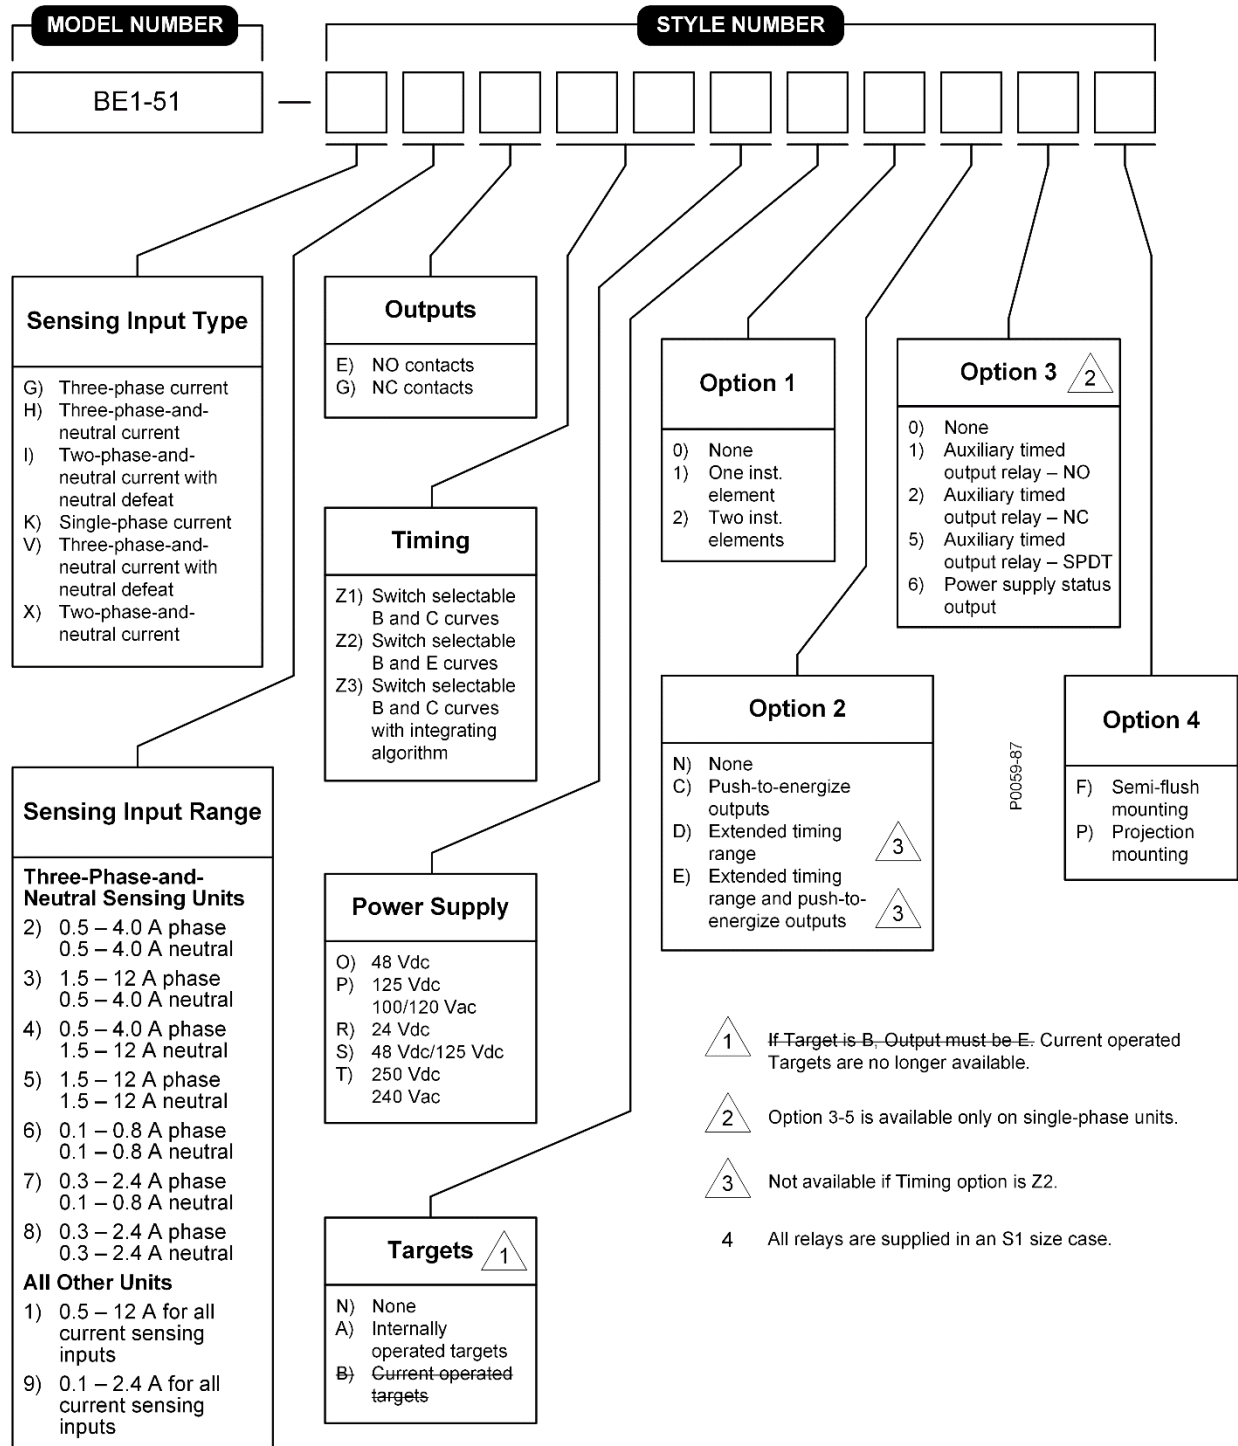 MODEL NUMBER
STYLE NUMBER
BE1-51
—
Sensing Input Type
G) Three-phase current
H) Three-phase-and-
neutral current
I) Two-phase-and-
neutral current with
neutral defeat
K) Single-phase current
V) Three-phase-and-
neutral current with
neutral defeat
X) Two-phase-and-
neutral current
Sensing Input Range
Three-Phase-and-
Neutral Sensing Units
2) 0.5 – 4.0 A phase
0.5 – 4.0 A neutral
3) 1.5 – 12 A phase
0.5 – 4.0 A neutral
4) 0.5 – 4.0 A phase
1.5 – 12 A neutral
5) 1.5 – 12 A phase
1.5 – 12 A neutral
6) 0.1 – 0.8 A phase
0.1 – 0.8 A neutral
7) 0.3 – 2.4 A phase
0.1 – 0.8 A neutral
8) 0.3 – 2.4 A phase
0.3 – 2.4 A neutral
All Other Units
1) 0.5 – 12 A for all
current sensing
inputs
9) 0.1 – 2.4 A for all
current sensing
inputs
Outputs
E) NO contacts
G) NC contacts
Timing
Z1) Switch selectable
B and C curves
Z2) Switch selectable
B and E curves
Z3) Switch selectable
B and C curves
with integrating
algorithm
Power Supply
O) 48 Vdc
P) 125 Vdc
100/120 Vac
R) 24 Vdc
S) 48 Vdc/125 Vdc
T) 250 Vdc
240 Vac
Targets 1
N) None
A) Internally
operated targets
B) Current operated
targets
Option 1
0) None
1) One inst.
element
2) Two inst.
elements
Option 2
N) None
C) Push-to-energize
outputs
D) Extended timing
range 3
E) Extended timing
range and push-to-
energize outputs 3
Option 3 2
0) None
1) Auxiliary timed
output relay – NO
2) Auxiliary timed
output relay – NC
5) Auxiliary timed
output relay – SPDT
6) Power supply status
output
Option 4
F) Semi-flush
mounting
P) Projection
mounting
P0059-87
1 If Target is B, Output must be E. Current operated
Targets are no longer available.
2 Option 3-5 is available only on single-phase units.
3 Not available if Timing option is Z2.
4 All relays are supplied in an S1 size case.